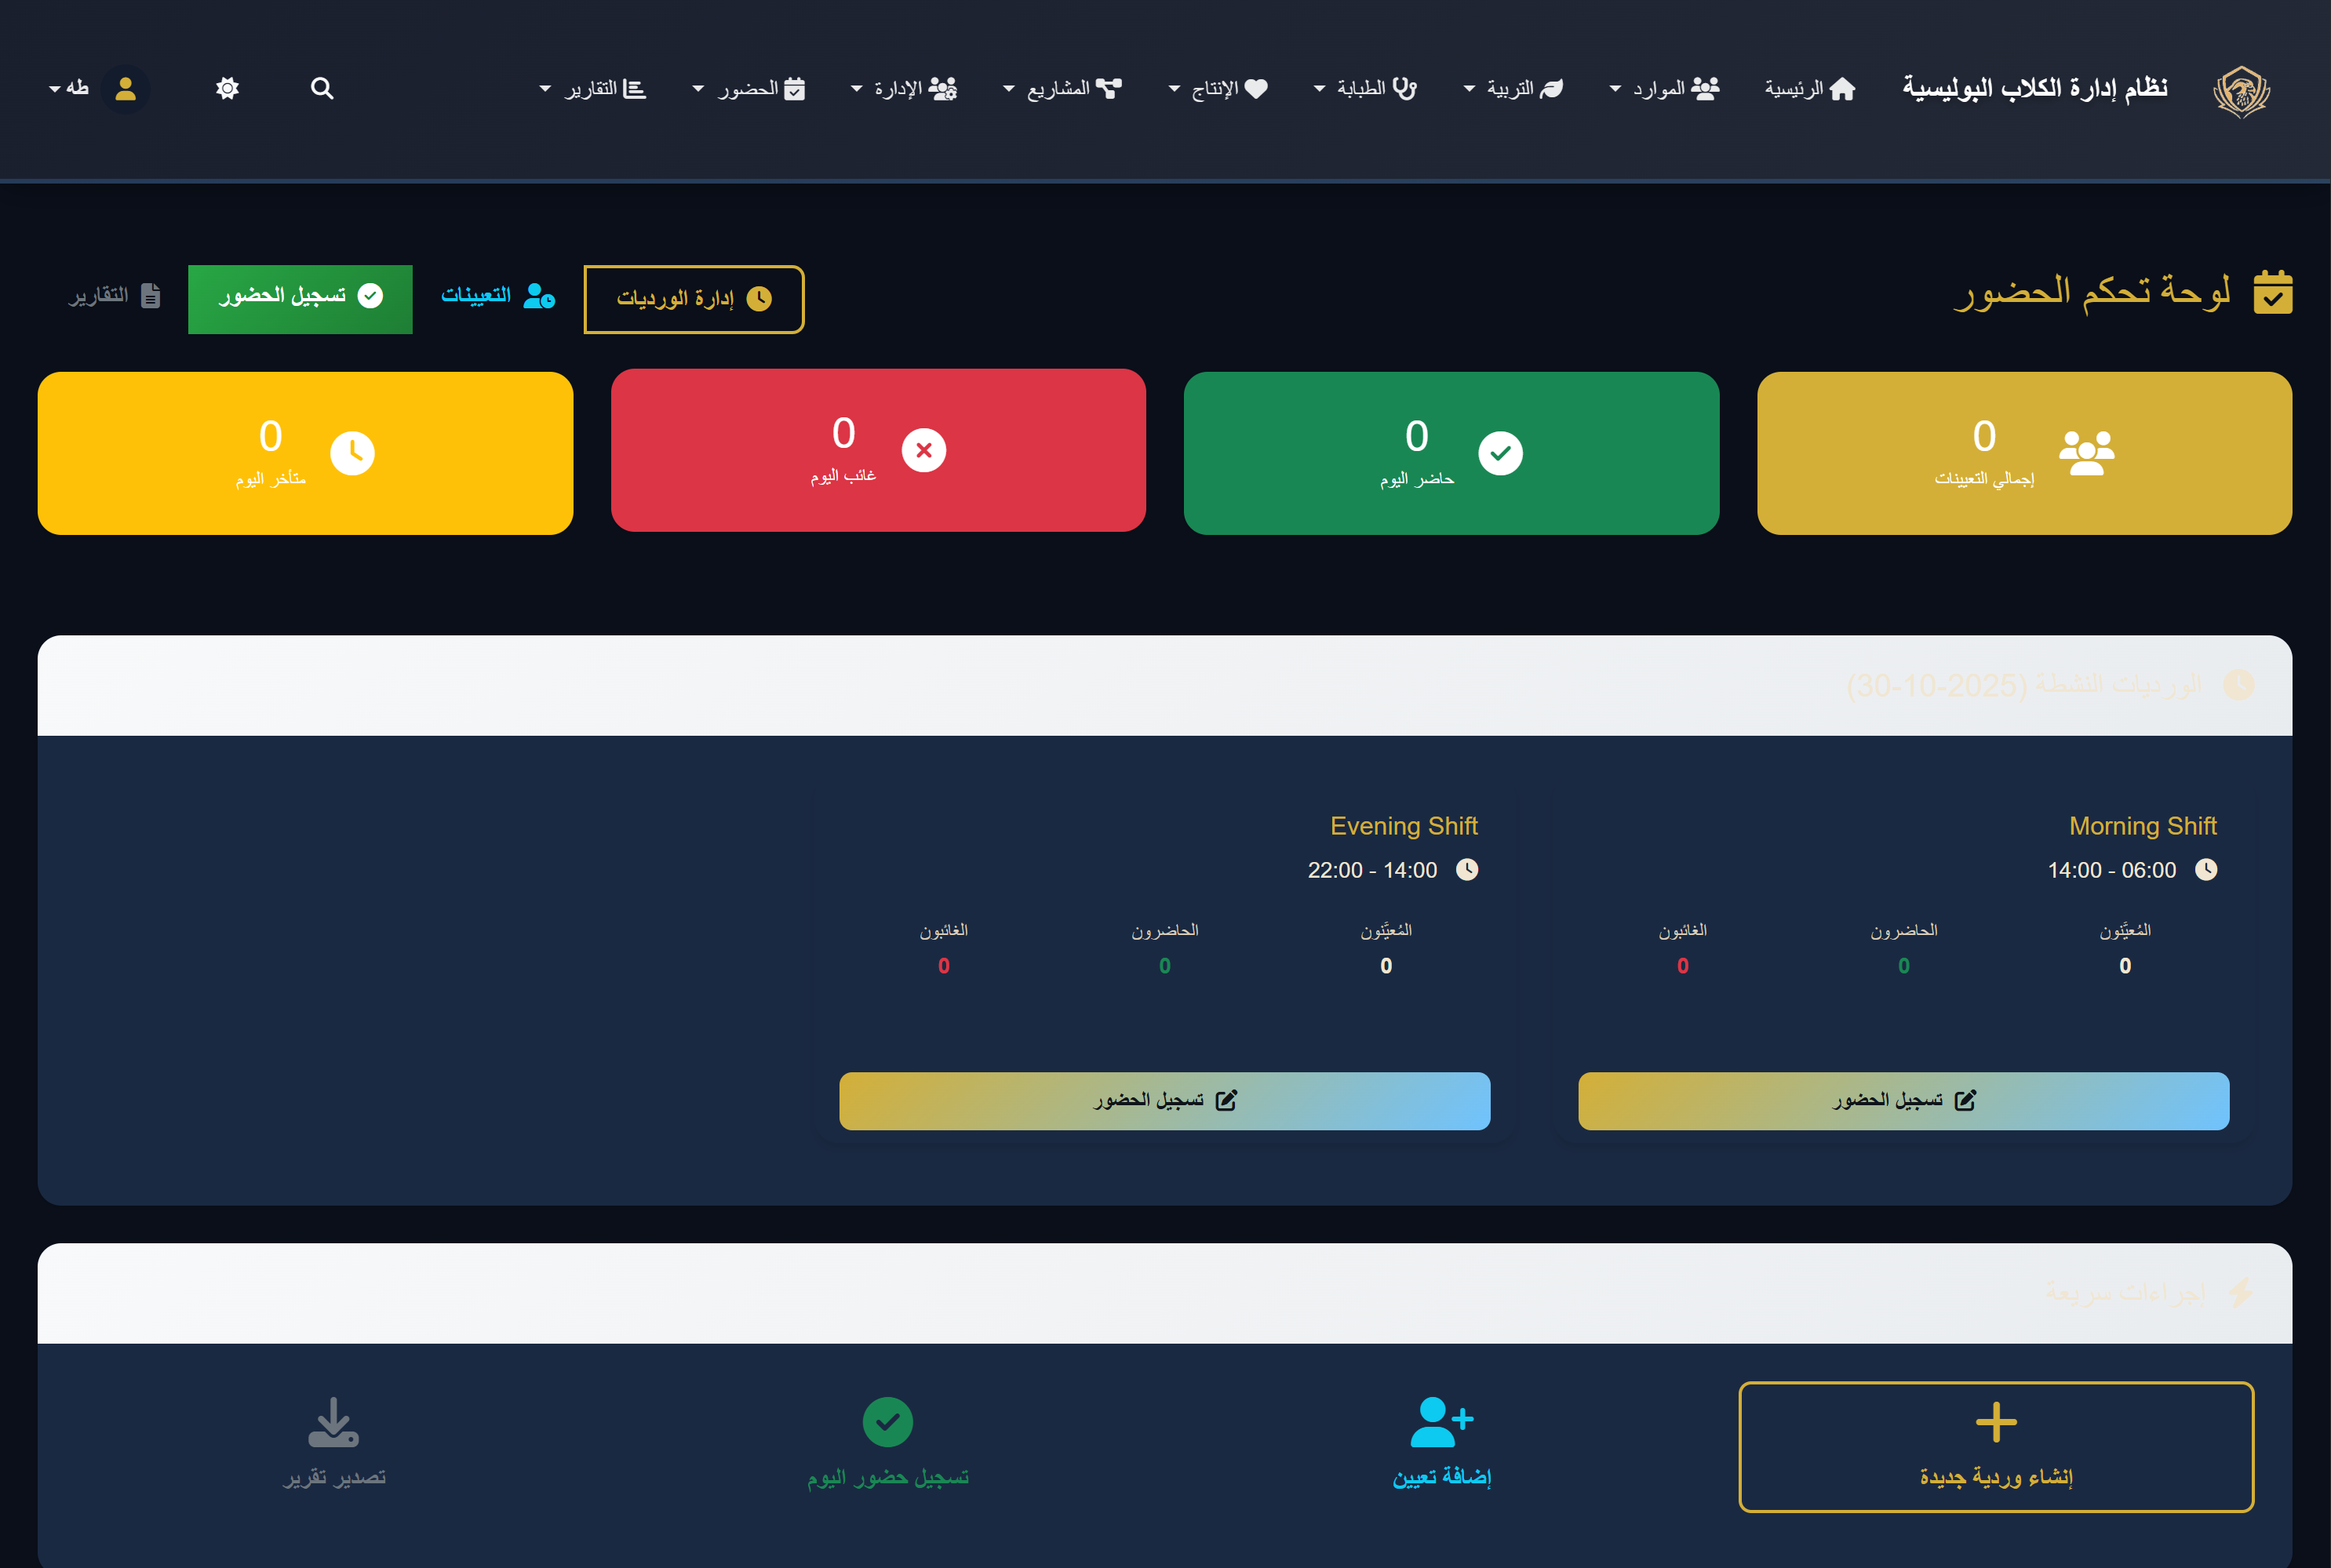 نظام إدارة الكلاب البوليسية
الرئيسية
الموارد
التربية
الطبابة
الإنتاج
المشاريع
الإدارة
الحضور
التقارير
طه
لوحة تحكم الحضور
إدارة الورديات
التعيينات
تسجيل الحضور
التقارير
0
إجمالي التعيينات
0
حاضر اليوم
0
غائب اليوم
0
متأخر اليوم
الورديات النشطة (2025-10-30)
Morning Shift
14:00 - 06:00
المُعيَّنون
الحاضرون
الغائبون
0
0
0
تسجيل الحضور
Evening Shift
22:00 - 14:00
المُعيَّنون
الحاضرون
الغائبون
0
0
0
تسجيل الحضور
إجراءات سريعة
إنشاء وردية جديدة
إضافة تعيين
تسجيل حضور اليوم
تصدير تقرير